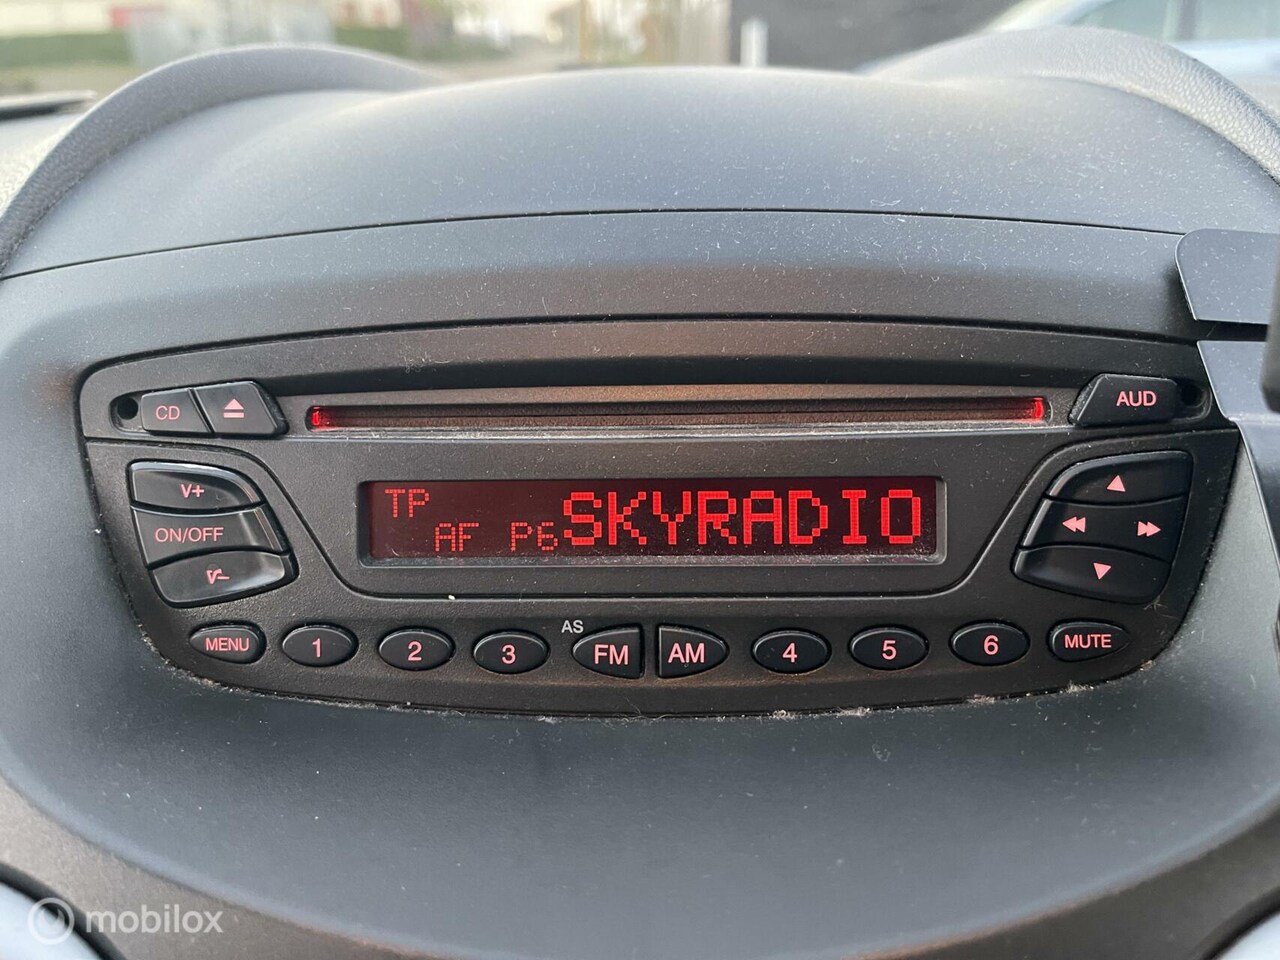 CD
AUD
V+
ON/OFF
V-
TP
AF P6 SKYRADIO
AS
MENU 1 2 3 FM AM 4 5 6 MUTE
mobilox